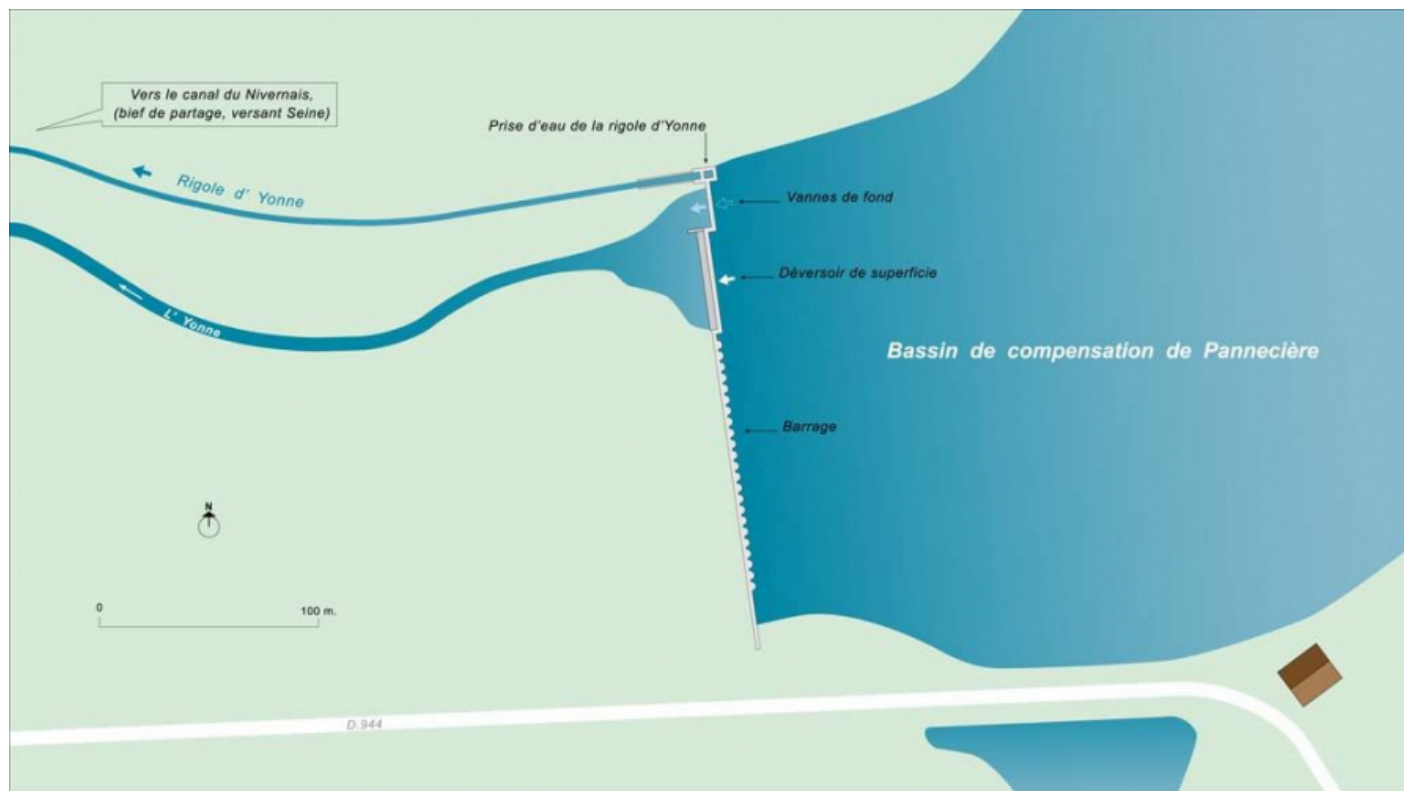 Vers le canal du Nivernais,
(bief de partage, versant Seine)
Prise d'eau de la rigole d'Yonne
Rigole d' Yonne
Vannes de fond
Déversoir de superficie
L' Yonne
Bassin de compensation de Pannecière
Barrage
N
0 100 m.
D.944